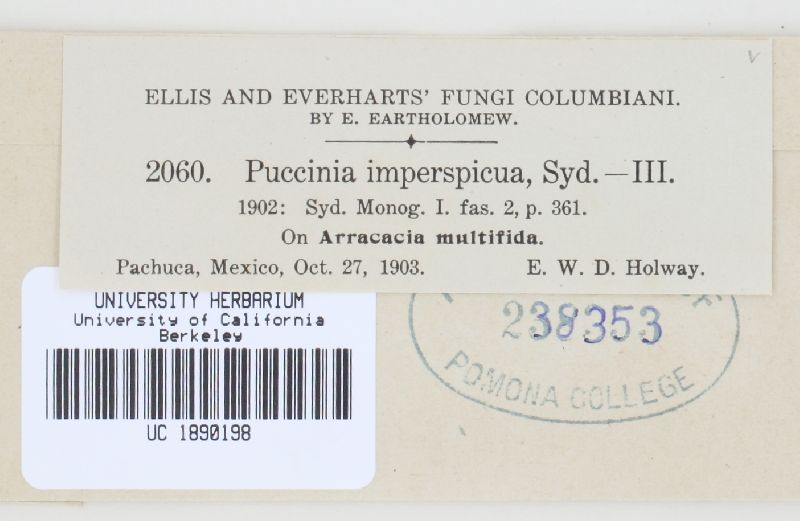 ELLIS AND EVERHARTS' FUNGI COLUMBIANI.
BY E. EARTHOLOMEW.
2060. Puccinia imperspicua, Syd.—III.
1902: Syd. Monog. I. fas. 2, p. 361.
On Arracacia multifida.
Pachuca, Mexico, Oct. 27, 1903. E. W. D. Holway.
UNIVERSITY HERBARIUM
University of California
Berkeley
UC 1890198
238353
POMONA COLLEGE